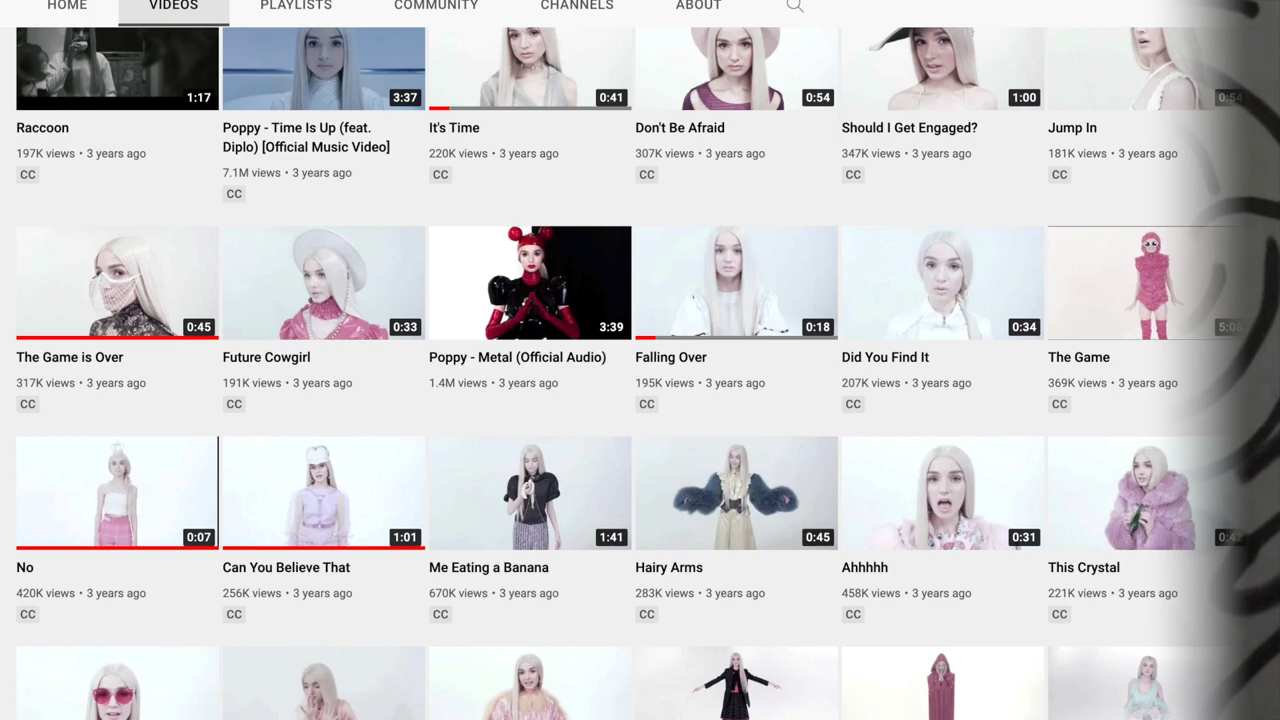 HOME VIDEOS PLAYLISTS COMMUNITY CHANNELS ABOUT
1:17 3:37 0:41 0:54 1:00 0:54
Raccoon
197K views • 3 years ago
CC
Poppy - Time Is Up (feat.
Diplo) [Official Music Video]
7.1M views • 3 years ago
CC
It's Time
220K views • 3 years ago
CC
Don't Be Afraid
307K views • 3 years ago
CC
Should I Get Engaged?
347K views • 3 years ago
CC
Jump In
181K views • 3 years ago
CC
0:45 0:33 3:39 0:18 0:34 5:08
The Game is Over
317K views • 3 years ago
CC
Future Cowgirl
191K views • 3 years ago
CC
Poppy - Metal (Official Audio)
1.4M views • 3 years ago
Falling Over
195K views • 3 years ago
CC
Did You Find It
207K views • 3 years ago
CC
The Game
369K views • 3 years ago
CC
0:07 1:01 1:41 0:45 0:31 0:42
No
420K views • 3 years ago
CC
Can You Believe That
256K views • 3 years ago
CC
Me Eating a Banana
670K views • 3 years ago
CC
Hairy Arms
283K views • 3 years ago
CC
Ahhhhh
458K views • 3 years ago
CC
This Crystal
221K views • 3 years ago
CC